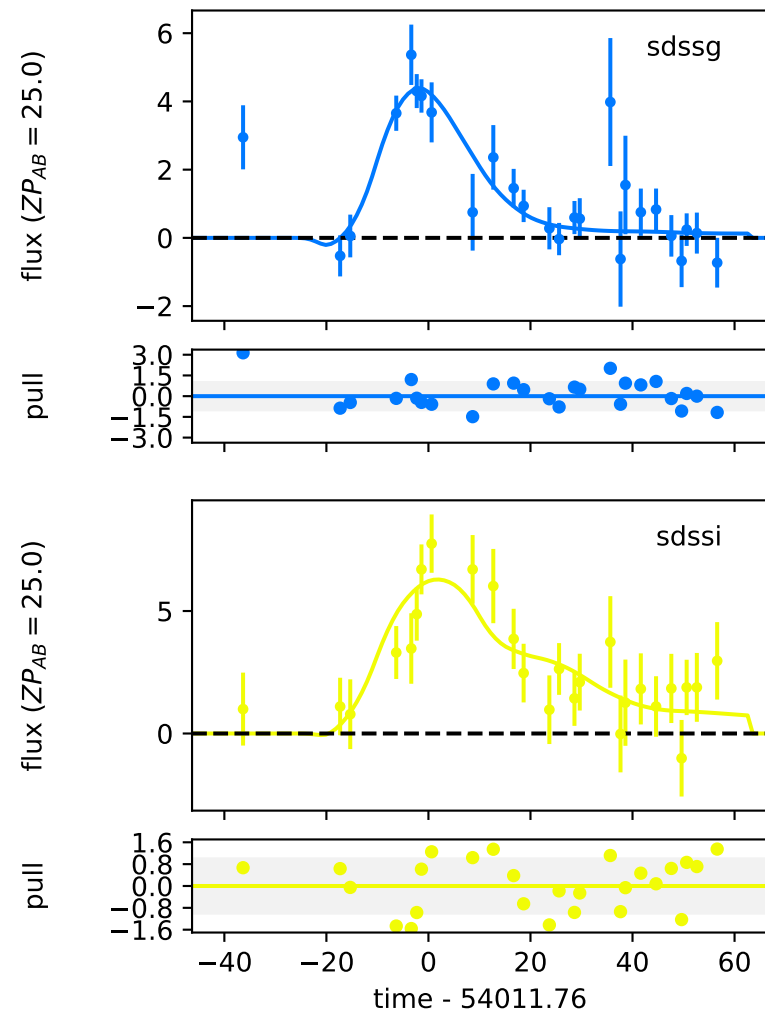 sdssg
flux (ZP_AB = 25.0)
6
4
2
0
−2
pull
3.0
1.5
0.0
−1.5
−3.0
sdssi
flux (ZP_AB = 25.0)
5
0
pull
1.6
0.8
0.0
−0.8
−1.6
−40 −20 0 20 40 60
time - 54011.76